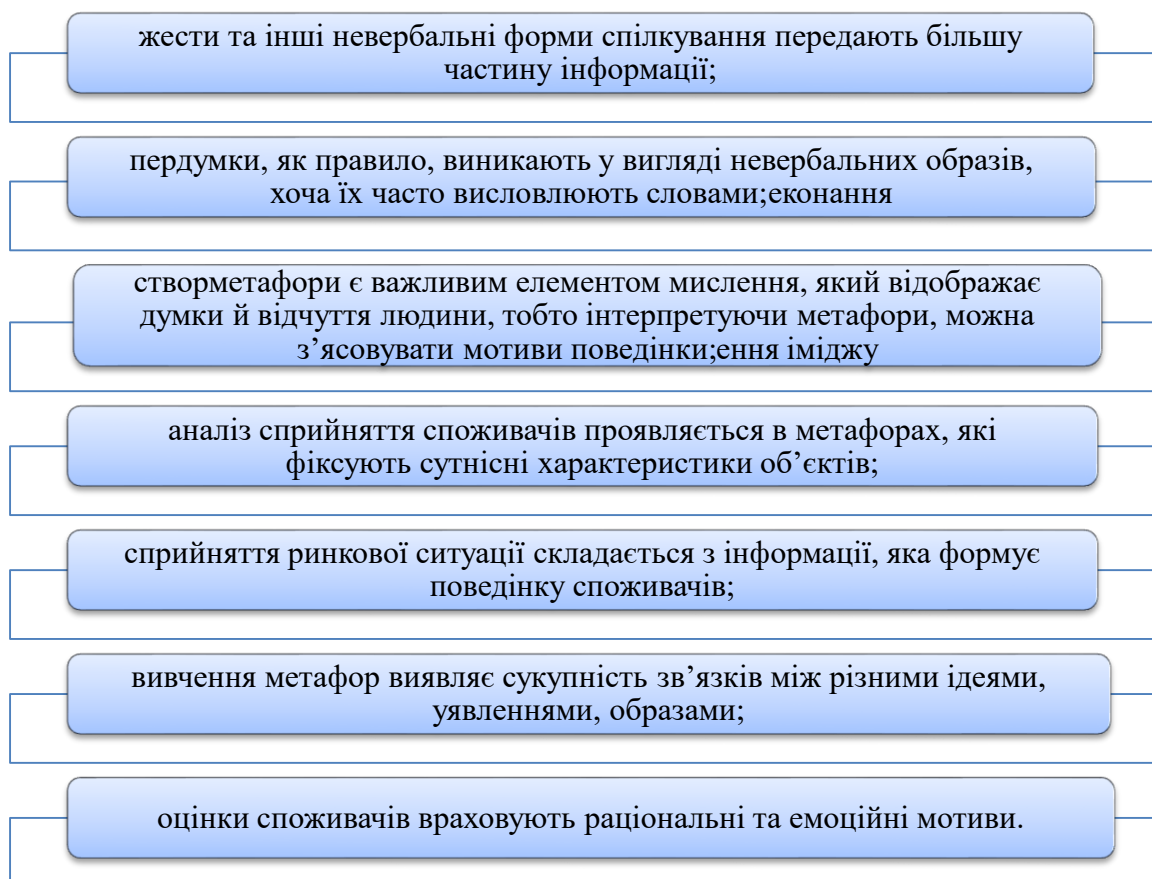 жести та інші невербальні форми спілкування передають більшу
частину інформації;
пердумки, як правило, виникають у вигляді невербальних образів,
хоча їх часто висловлюють словами;еконання
створметафори є важливим елементом мислення, який відображає
думки й відчуття людини, тобто інтерпретуючи метафори, можна
з’ясовувати мотиви поведінки;ення іміджу
аналіз сприйняття споживачів проявляється в метафорах, які
фіксують сутнісні характеристики об’єктів;
сприйняття ринкової ситуації складається з інформації, яка формує
поведінку споживачів;
вивчення метафор виявляє сукупність зв’язків між різними ідеями,
уявленнями, образами;
оцінки споживачів враховують раціональні та емоційні мотиви.